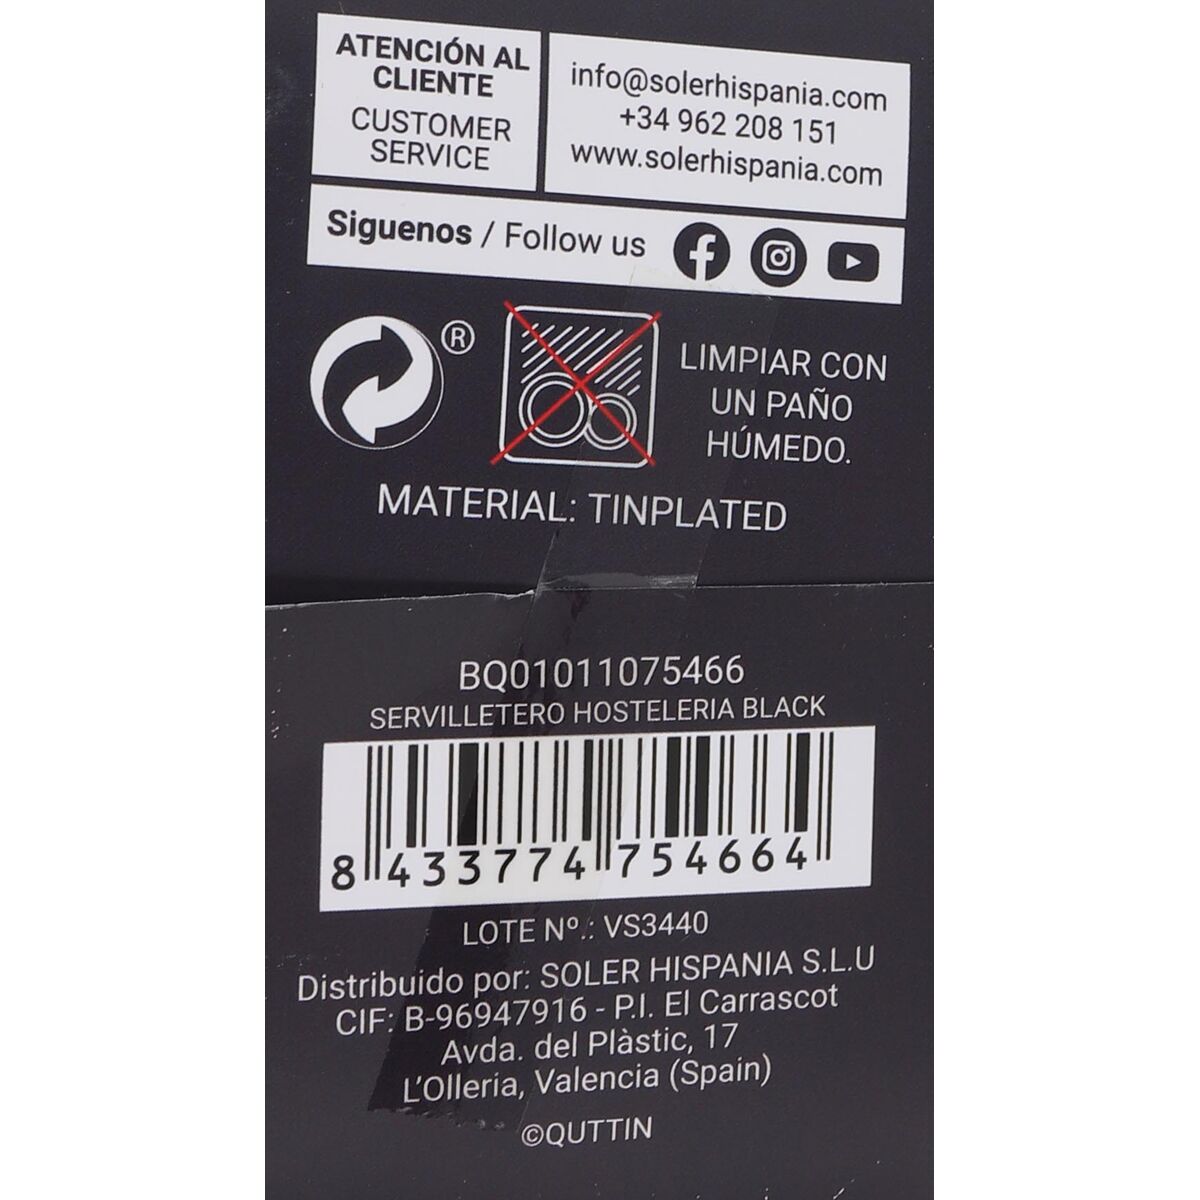 ATENCIÓN AL
CLIENTE
CUSTOMER
SERVICE
info@solerhispania.com
+34 962 208 151
www.solerhispania.com
Siguenos / Follow us
®
LIMPIAR CON
UN PAÑO
HÚMEDO.
MATERIAL: TINPLATED
BQ01011075466
SERVILLETERO HOSTELERIA BLACK
8 433774 754664
LOTE Nº.: VS3440
Distribuido por: SOLER HISPANIA S.L.U
CIF: B-96947916 - P.I. El Carrascot
Avda. del Plàstic, 17
L'Olleria, Valencia (Spain)
©QUTTIN